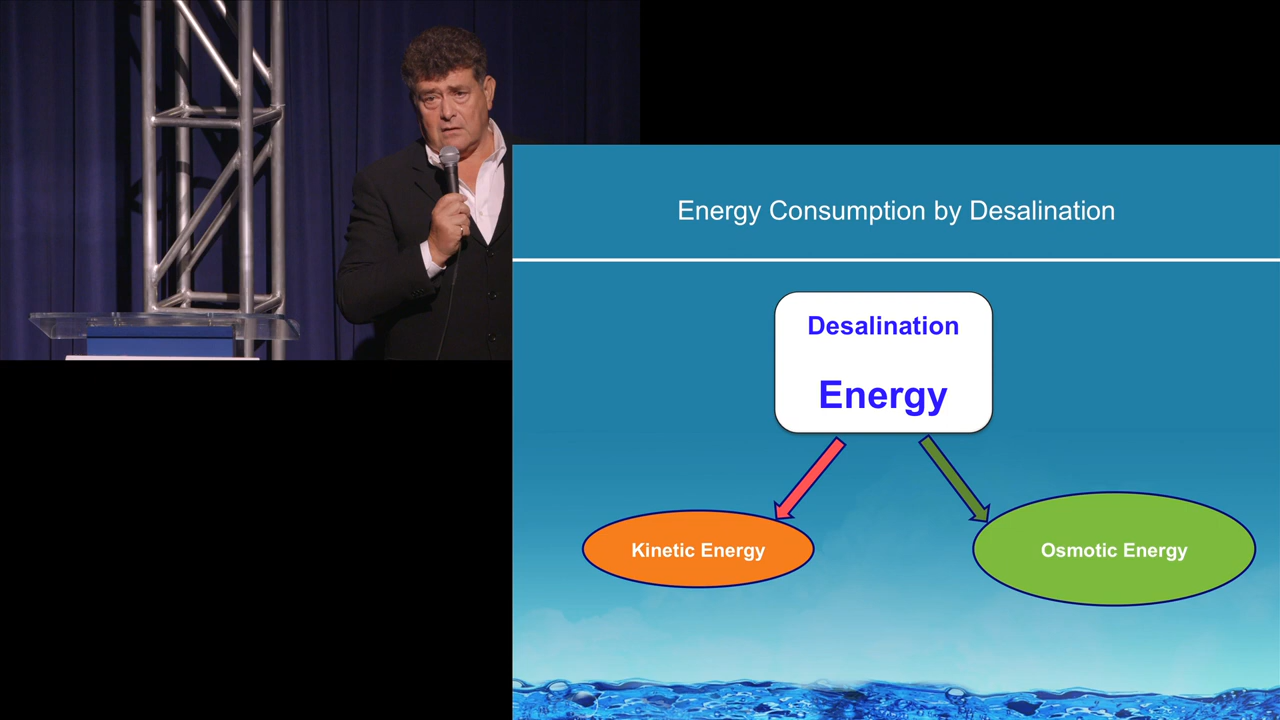 Energy Consumption by Desalination
Desalination
Energy
Kinetic Energy
Osmotic Energy